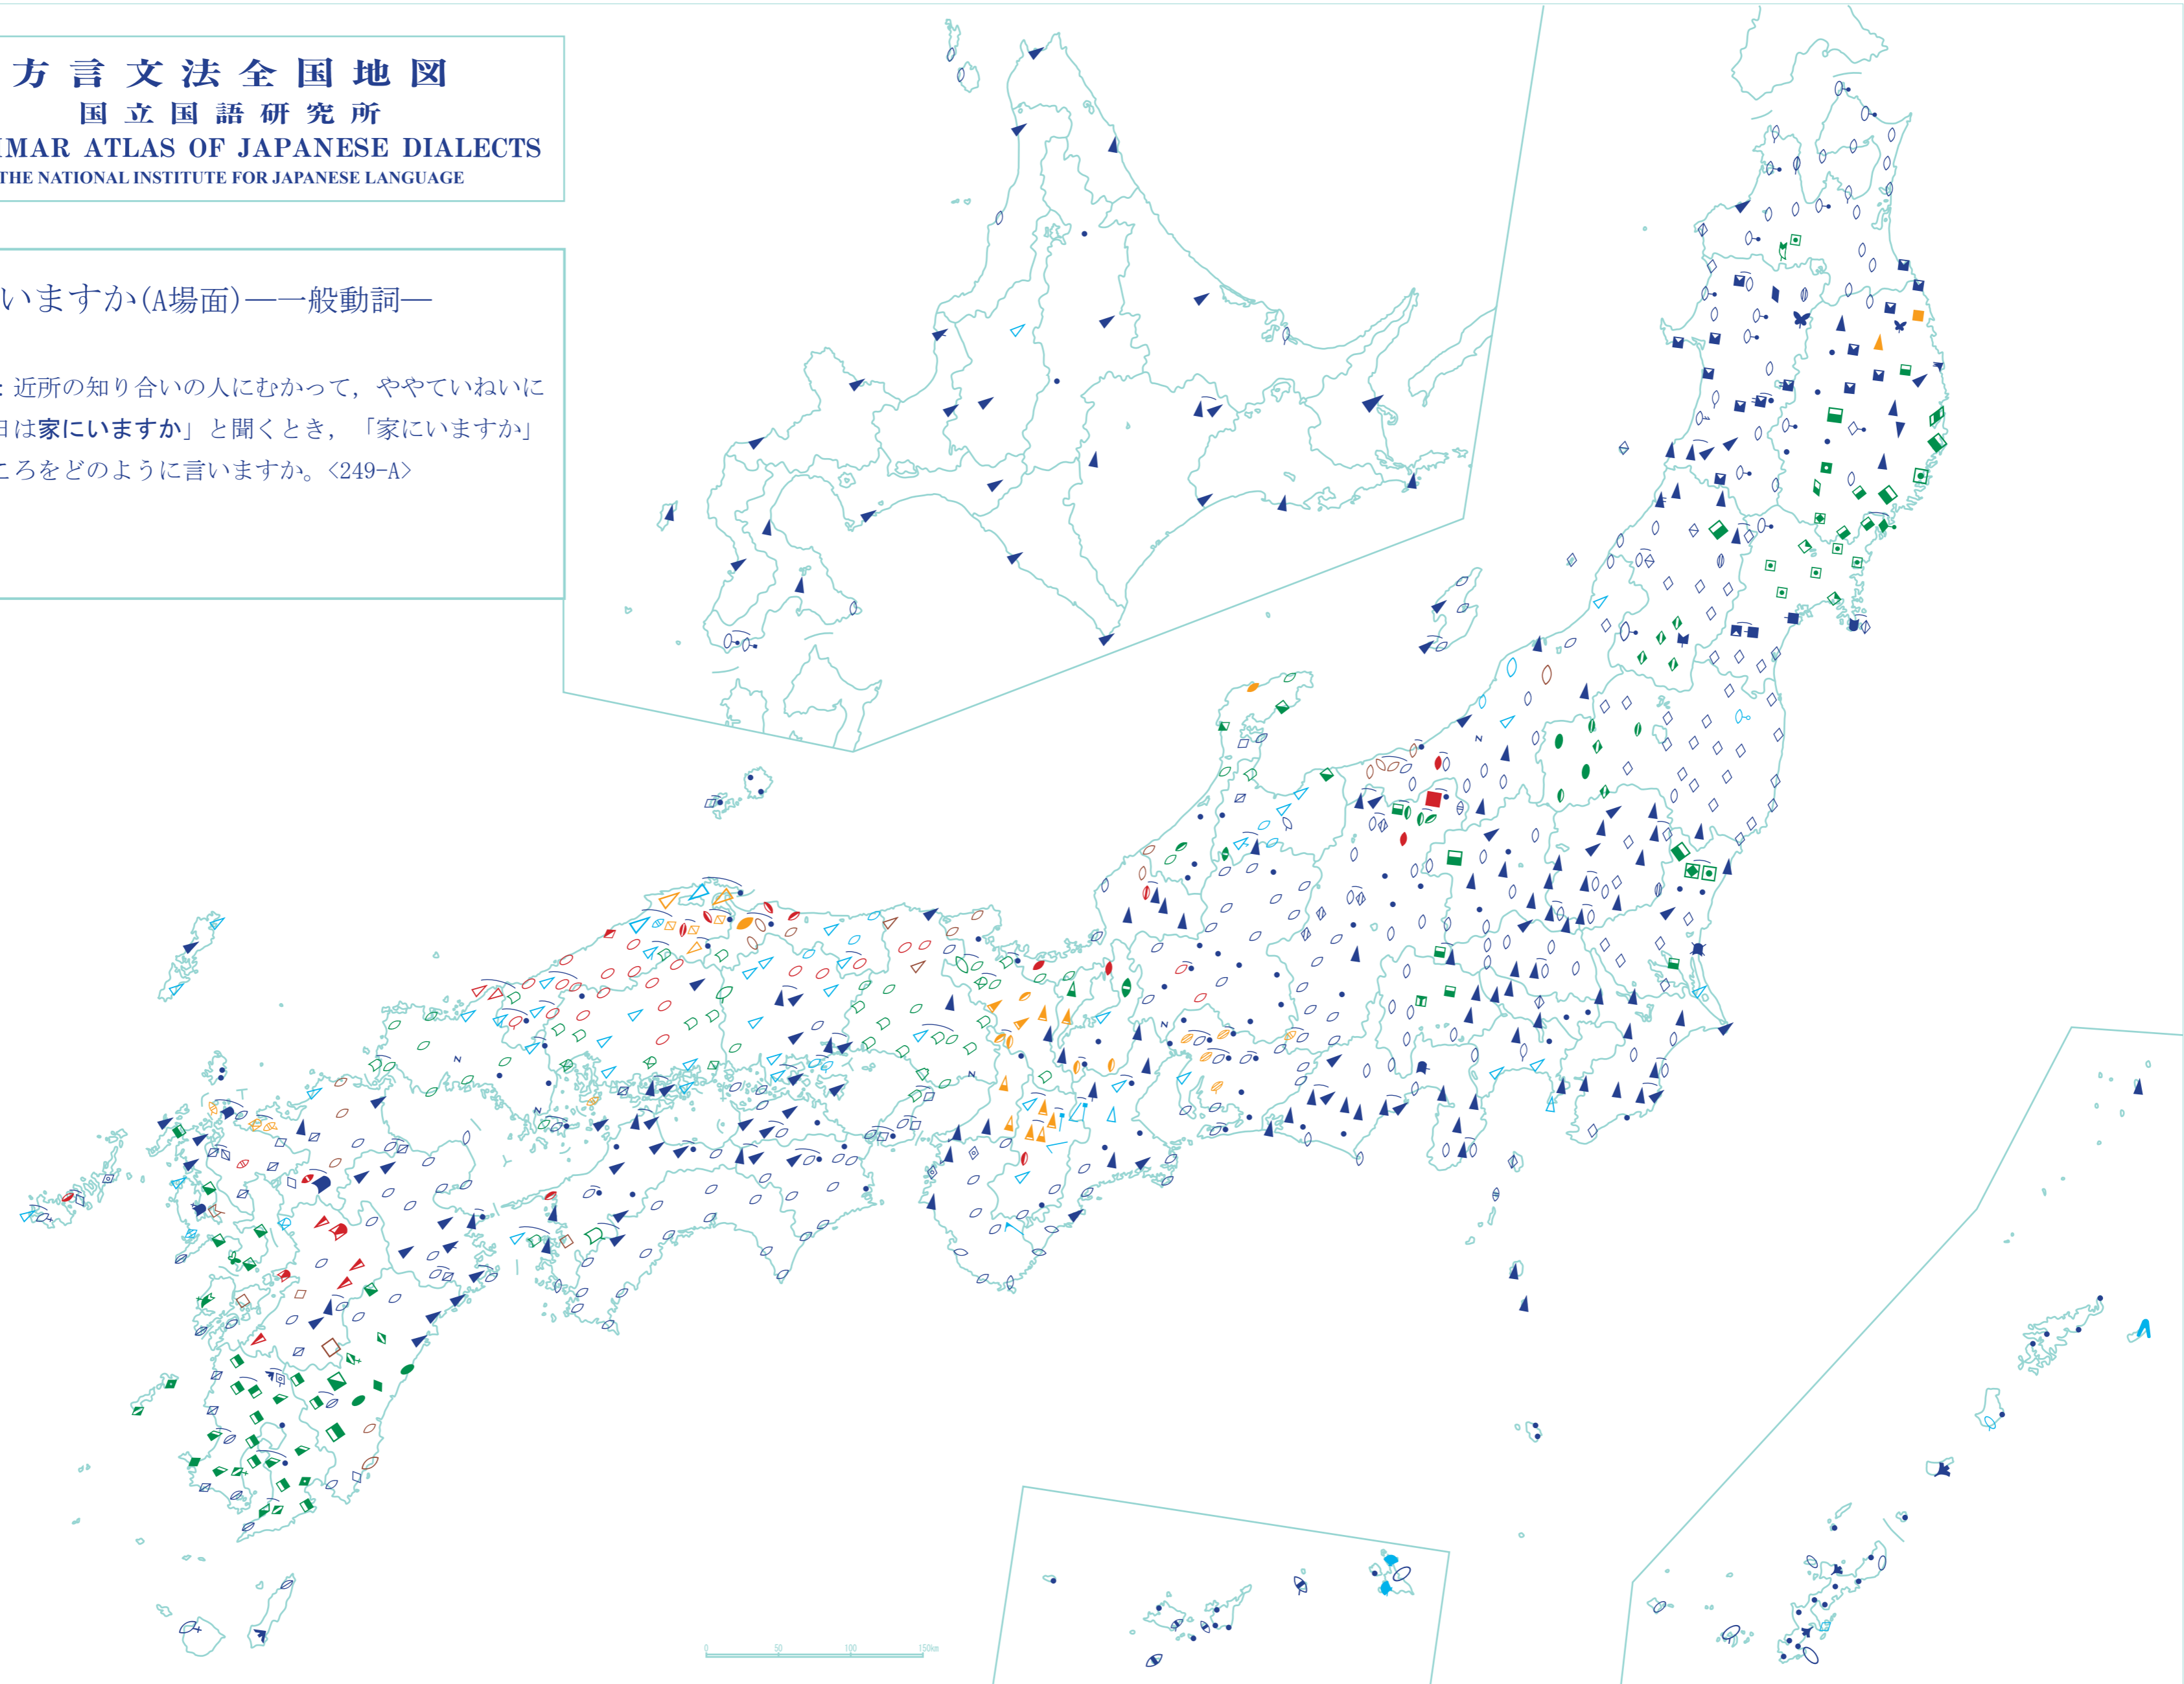 方言文法全国地図
国立国語研究所
MAR ATLAS OF JAPANESE DIALECTS
THE NATIONAL INSTITUTE FOR JAPANESE LANGUAGE
いますか(A場面)―一般動詞―
:近所の知り合いの人にむかって,ややていねいに
日は家にいますか」と聞くとき,「家にいますか」
ころをどのように言いますか。<249-A>
0 50 100 150km